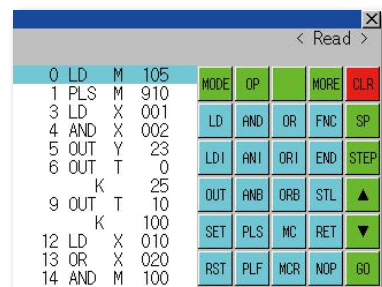 X
< Read >
0 LD M 105
1 PLS M 910
3 LD X 001
4 AND X 002
5 OUT Y 23
6 OUT T 0
K 25
9 OUT T 10
K 100
12 LD X 010
13 OR X 020
14 AND M 100
MODE OP MORE CLR
LD AND OR FNC SP
LDI ANI ORI END STEP
OUT ANB ORB STL ▲
SET PLS MC RET ▼
RST PLF MCR NOP GO